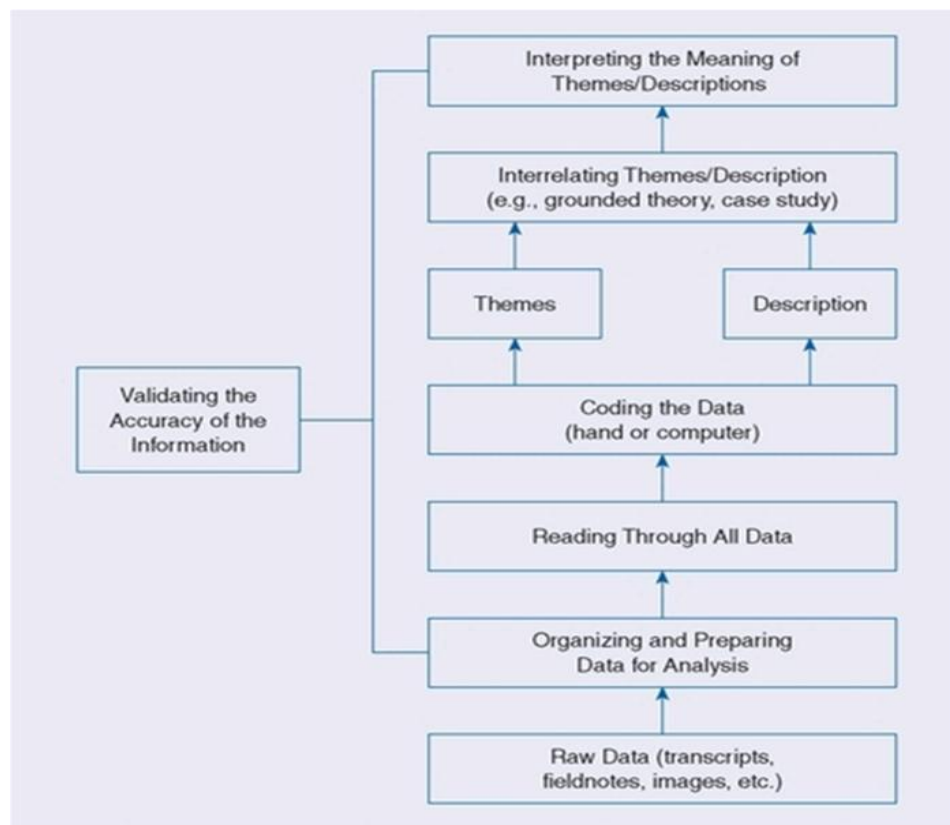 Interpreting the Meaning of
Themes/Descriptions
Interrelating Themes/Description
(e.g., grounded theory, case study)
Themes
Description
Validating the
Accuracy of the
Information
Coding the Data
(hand or computer)
Reading Through All Data
Organizing and Preparing
Data for Analysis
Raw Data (transcripts,
fieldnotes, images, etc.)